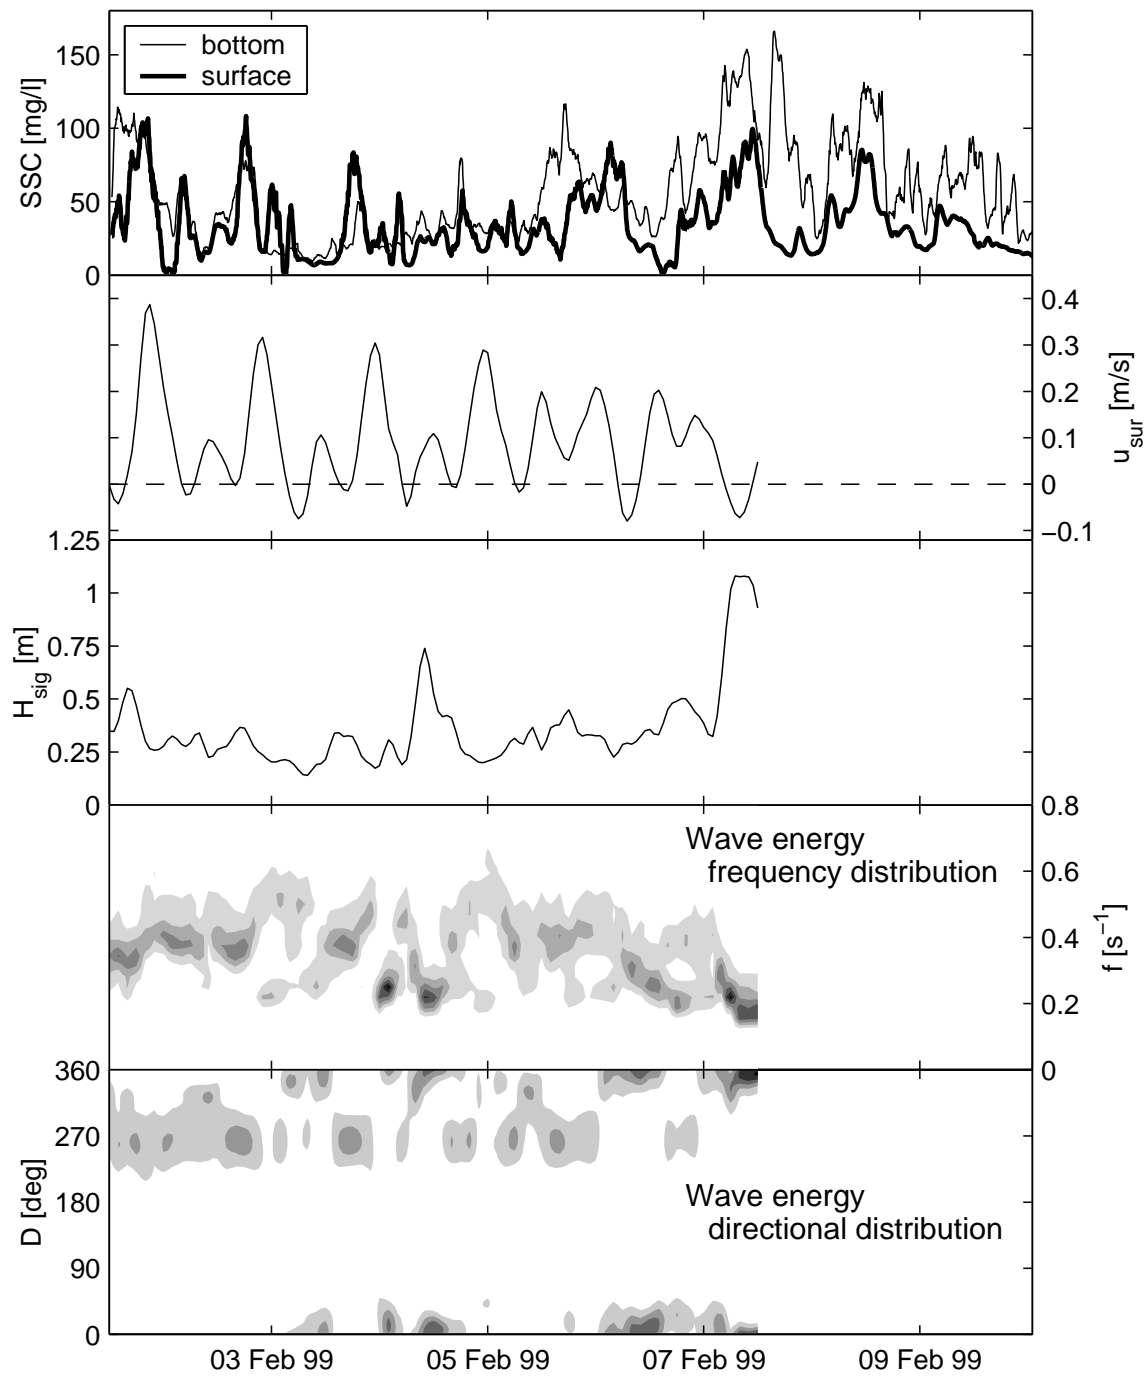 150
100
50
0
SSC [mg/l]
bottom
surface
0.4
0.3
0.2
0.1
0
−0.1
u_sur [m/s]
1.25
1
0.75
0.5
0.25
0
H_sig [m]
Wave energy
frequency distribution
0.8
0.6
0.4
0.2
0
f [s⁻¹]
360
270
180
90
0
D [deg]
Wave energy
directional distribution
03 Feb 99 05 Feb 99 07 Feb 99 09 Feb 99